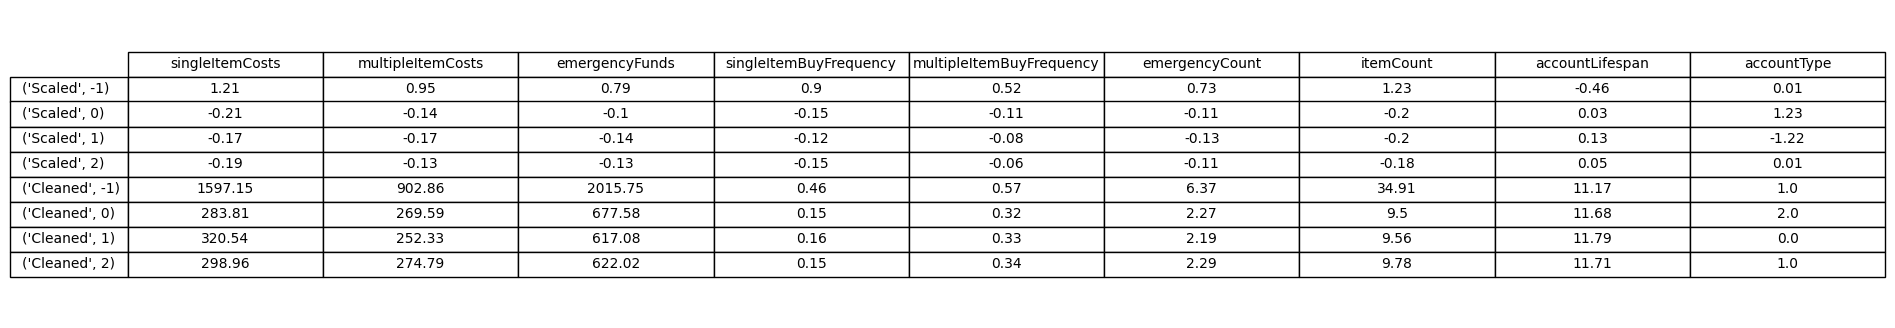 singleItemCosts multipleItemCosts emergencyFunds singleItemBuyFrequency multipleItemBuyFrequency emergencyCount itemCount accountLifespan accountType
('Scaled', -1) 1.21 0.95 0.79 0.9 0.52 0.73 1.23 -0.46 0.01
('Scaled', 0) -0.21 -0.14 -0.1 -0.15 -0.11 -0.11 -0.2 0.03 1.23
('Scaled', 1) -0.17 -0.17 -0.14 -0.12 -0.08 -0.13 -0.2 0.13 -1.22
('Scaled', 2) -0.19 -0.13 -0.13 -0.15 -0.06 -0.11 -0.18 0.05 0.01
('Cleaned', -1) 1597.15 902.86 2015.75 0.46 0.57 6.37 34.91 11.17 1.0
('Cleaned', 0) 283.81 269.59 677.58 0.15 0.32 2.27 9.5 11.68 2.0
('Cleaned', 1) 320.54 252.33 617.08 0.16 0.33 2.19 9.56 11.79 0.0
('Cleaned', 2) 298.96 274.79 622.02 0.15 0.34 2.29 9.78 11.71 1.0